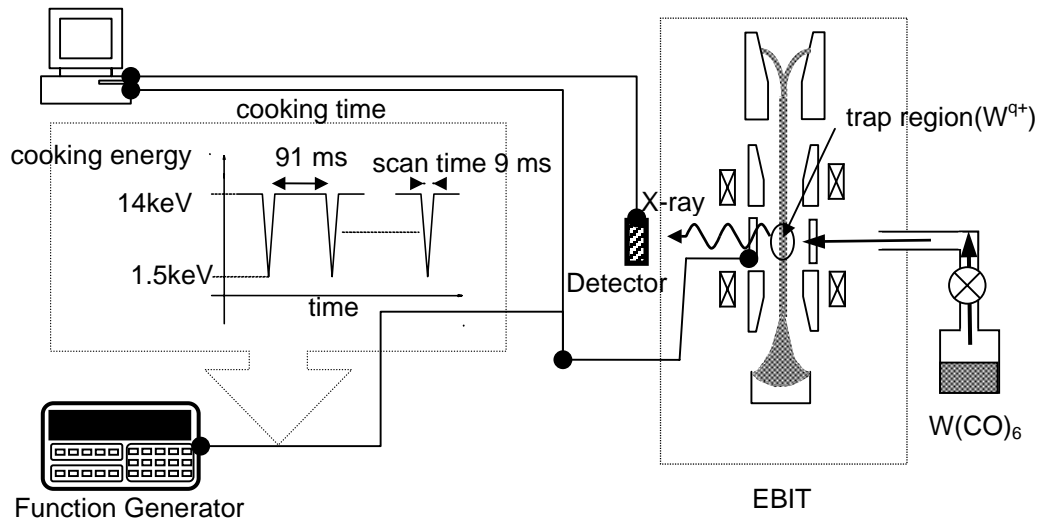 cooking time
cooking energy
91 ms
scan time 9 ms
14keV
1.5keV
time
trap region(W^q+)
X-ray
Detector
W(CO)₆
Function Generator
EBIT